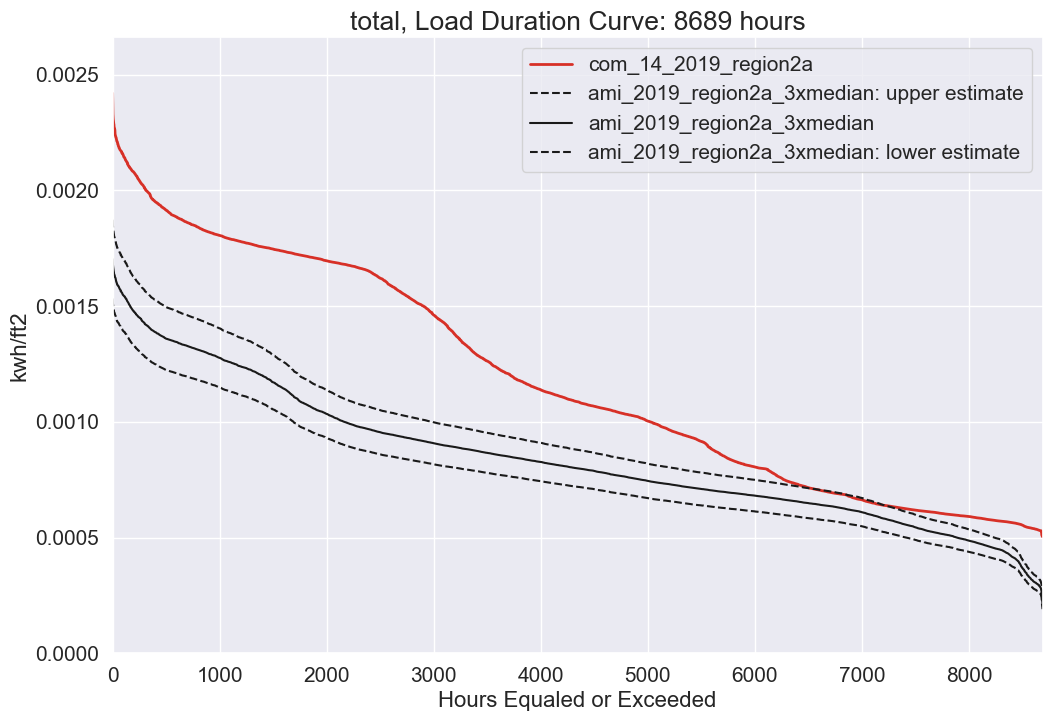 total, Load Duration Curve: 8689 hours
com_14_2019_region2a
ami_2019_region2a_3xmedian: upper estimate
ami_2019_region2a_3xmedian
ami_2019_region2a_3xmedian: lower estimate
kwh/ft2
0.0025
0.0020
0.0015
0.0010
0.0005
0.0000
0 1000 2000 3000 4000 5000 6000 7000 8000
Hours Equaled or Exceeded